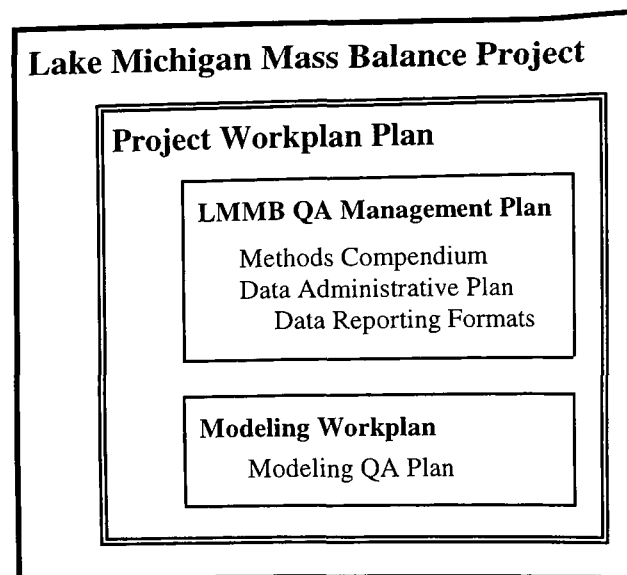 Lake Michigan Mass Balance Project
Project Workplan Plan
LMMB QA Management Plan
Methods Compendium
Data Administrative Plan
Data Reporting Formats
Modeling Workplan
Modeling QA Plan